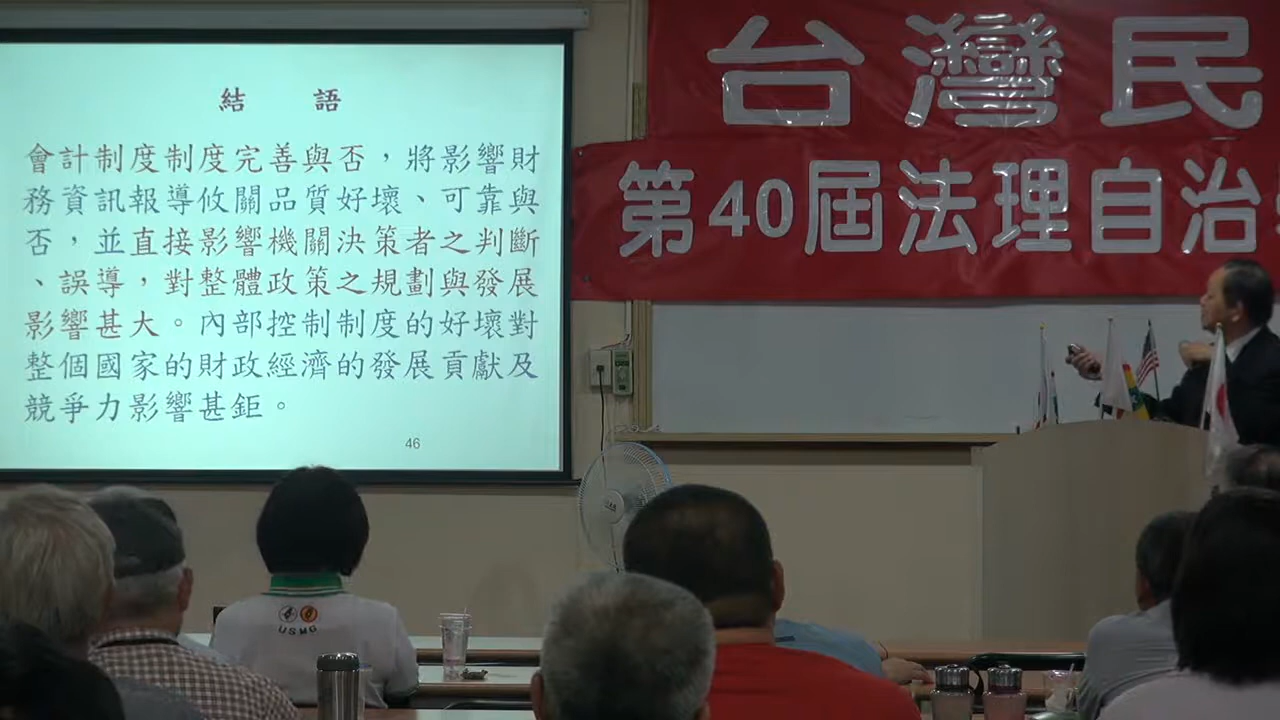 結 語
會計制度制度完善與否，將影響財
務資訊報導攸關品質好壞、可靠與
否，並直接影響機關決策者之判斷
、誤導，對整體政策之規劃與發展
影響甚大。內部控制制度的好壞對
整個國家的財政經濟的發展貢獻及
競爭力影響甚鉅。
46
台灣民
第40屆法理自治
USMG